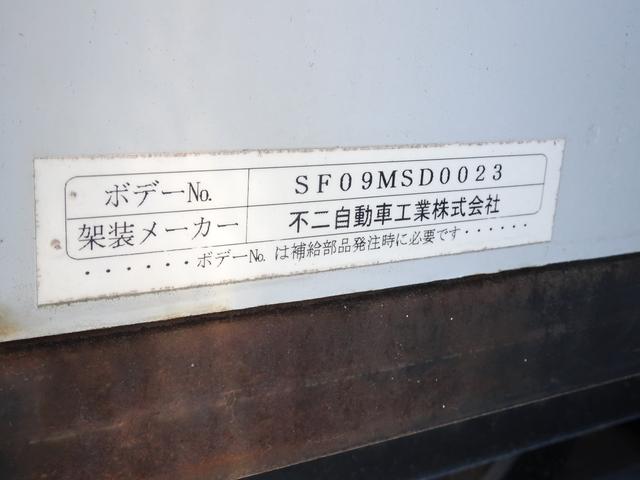 ボデーNo. SF09MSD0023
架装メーカー 不二自動車工業株式会社
・・・・・・ボデーNo. は補給部品発注時に必要です・・・・・・